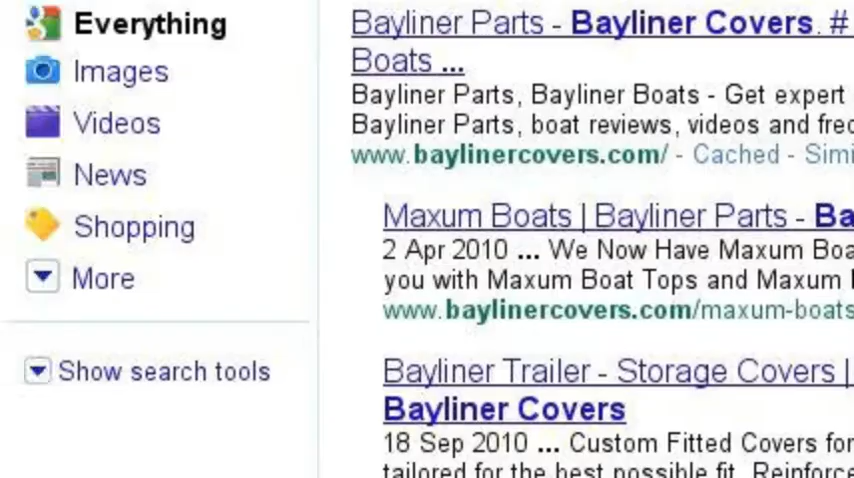 Everything
Images
Videos
News
Shopping
More
Show search tools
Bayliner Parts - Bayliner Covers. #
Boats ...
Bayliner Parts, Bayliner Boats - Get expert
Bayliner Parts, boat reviews, videos and
www.baylinercovers.com/ - Cached -
Maxum Boats | Bayliner Parts -
2 Apr 2010 ... We Now Have Maxum
you with Maxum Boat Tops and Maxum
www.baylinercovers.com/maxum-boats
Bayliner Trailer - Storage Covers |
Bayliner Covers
18 Sep 2010 ... Custom Fitted Covers for
tailored for the best possible fit.